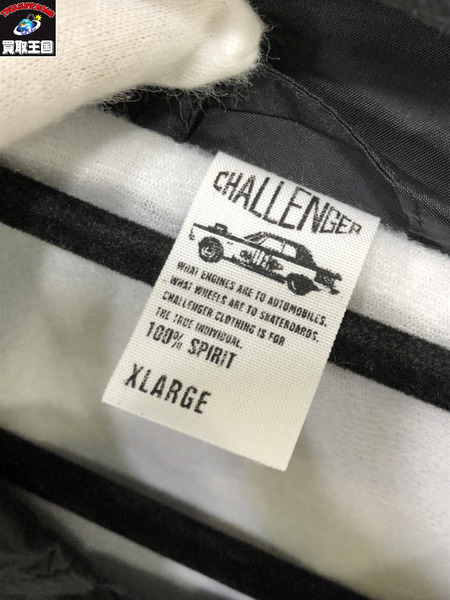 買取王国
CHALLENGER
WHAT ENGINES ARE TO AUTOMOBILES.
WHAT WHEELS ARE TO SKATEBOARDS.
CHALLENGER CLOTHING IS FOR
THE TRUE INDIVIDUAL.
100% SPIRIT
XLARGE